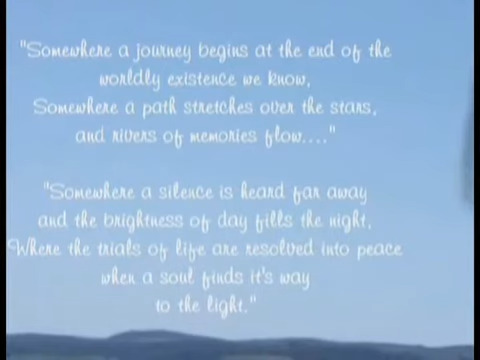 "Somewhere a journey begins at the end of the
worldly existence we know,
Somewhere a path stretches over the stars,
and rivers of memories flow...."
"Somewhere a silence is heard far away
and the brightness of day fills the night,
Where the trials of life are resolved into peace
when a soul finds it's way
to the light."